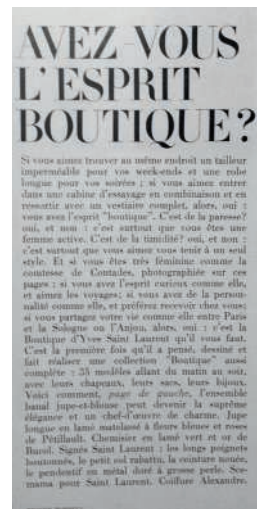 AVEZ-VOUS
L'ESPRIT
BOUTIQUE?
Si vous aimez trouver au même endroit un tailleur
imperméable pour vos week-ends et une robe
longue pour vos soirées ; si vous aimez entrer
dans une cabine d'essayage en combinaison et en
ressortir avec un vestiaire complet, alors, oui :
vous avez l'esprit "boutique". C'est de la paresse?
oui, et non : c'est surtout que vous êtes une
femme active. C'est de la timidité? oui, et non :
c'est surtout que vous aimez vous tenir à un seul
style. Et si vous êtes très féminine comme la
comtesse de Contades, photographiée sur ces
pages ; si vous avez l'esprit curieux comme elle,
et aimez les voyages ; si vous avez de la person-
nalité comme elle, et préférez recevoir chez vous;
si vous partagez votre vie comme elle entre Paris
et la Sologne ou l'Anjou, alors, oui : c'est la
Boutique d'Yves Saint Laurent qu'il vous faut.
C'est la première fois qu'il a pensé, dessiné et
fait réaliser une collection "Boutique" aussi
complète : 35 modèles allant du matin au soir,
avec leurs chapeaux, leurs sacs, leurs bijoux.
Voici comment, page de gauche, l'ensemble
banal jupe-et-blouse peut devenir la suprême
élégance et un chef-d'œuvre de charme. Jupe
longue en lamé matelassé à fleurs bleues et roses
de Pétillault. Chemisier en lamé vert et or de
Bucol. Signés Saint Laurent : les longs poignets
boutonnés, le petit col rabattu, la ceinture nouée,
le pendentif en métal doré à grosse perle. Sce-
mama pour Saint Laurent. Coiffure Alexandre.